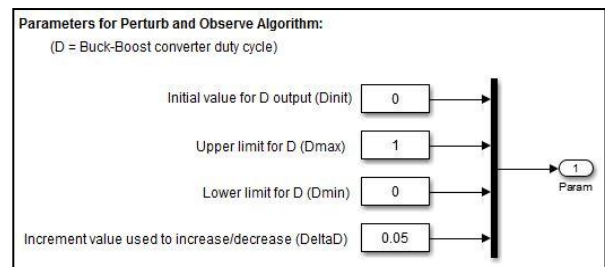 Parameters for Perturb and Observe Algorithm:
(D = Buck-Boost converter duty cycle)
Initial value for D output (Dinit)
0
Upper limit for D (Dmax)
1
1
Param
Lower limit for D (Dmin)
0
Increment value used to increase/decrease (DeltaD)
0.05